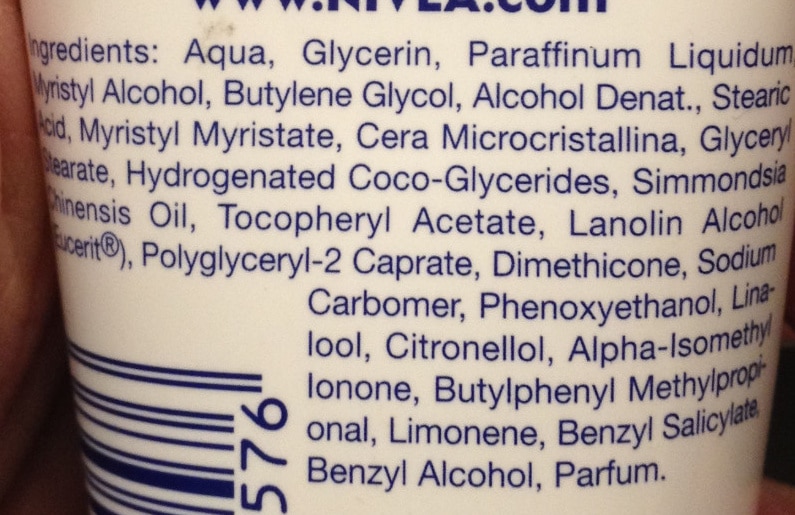 www.NIVEA.com
Ingredients: Aqua, Glycerin, Paraffinum Liquidum,
Myristyl Alcohol, Butylene Glycol, Alcohol Denat., Stearic
Acid, Myristyl Myristate, Cera Microcristallina, Glyceryl
Stearate, Hydrogenated Coco-Glycerides, Simmondsia
Chinensis Oil, Tocopheryl Acetate, Lanolin Alcohol
(Eucerit®), Polyglyceryl-2 Caprate, Dimethicone, Sodium
Carbomer, Phenoxyethanol, Lina-
lool, Citronellol, Alpha-Isomethyl
Ionone, Butylphenyl Methylpropi-
onal, Limonene, Benzyl Salicylate,
Benzyl Alcohol, Parfum.
576